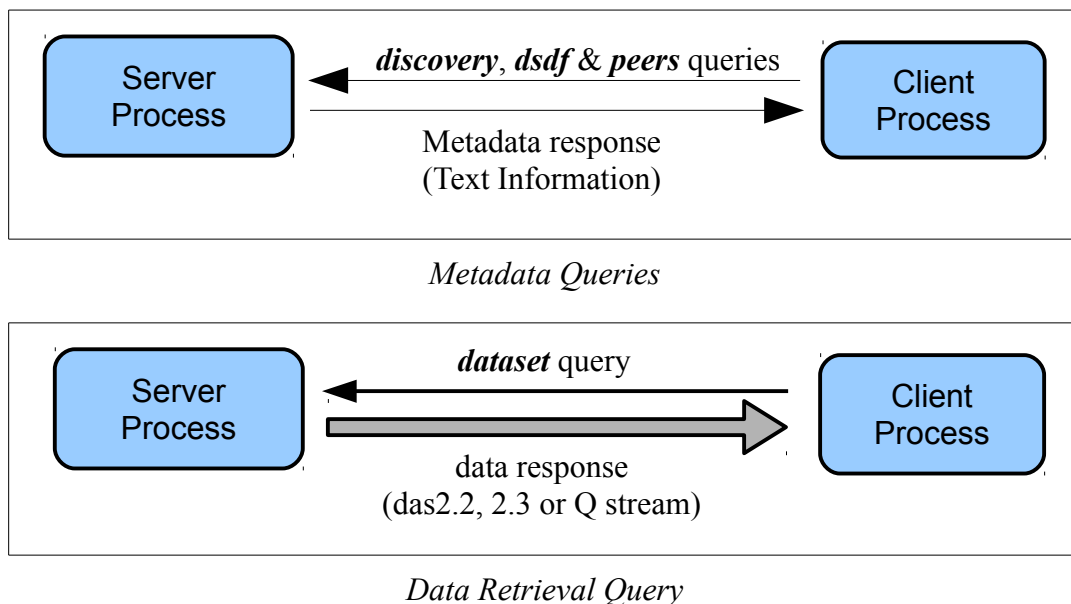 Server
Process
discovery, dsdf & peers queries
Client
Process
Metadata response
(Text Information)
Metadata Queries
Server
Process
dataset query
Client
Process
data response
(das2.2, 2.3 or Q stream)
Data Retrieval Query